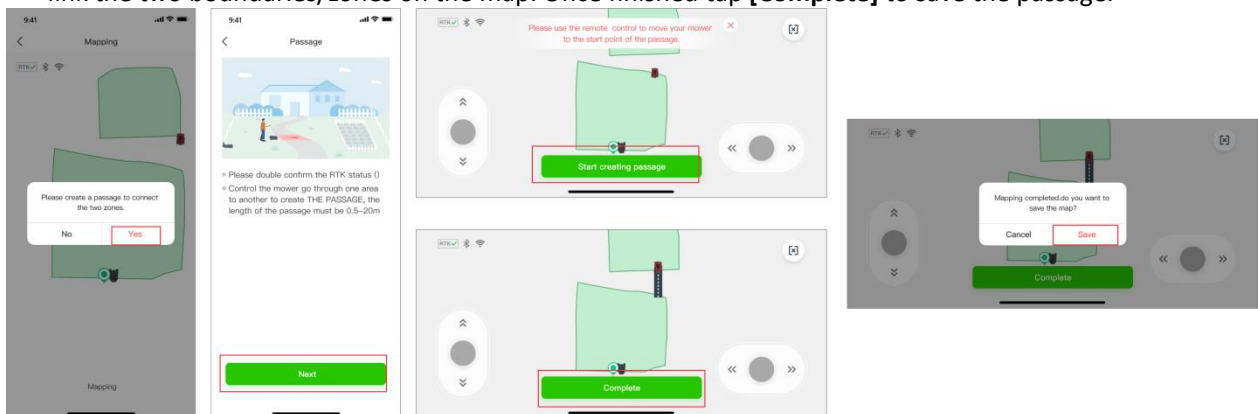 link the two boundaries/zones on the map. Once finished tap [Complete] to save the passage.
9:41
Mapping
RTK
Please create a passage to connect
the two zones.
No
Yes
Mapping
9:41
Passage
Please double confirm the RTK status ()
Control the mower go through one area
to another to create THE PASSAGE, the
length of the passage must be 0.5–20m
Next
RTK
Please use the remote control to move your mower
to the start point of the passage.
Start creating passage
RTK
Complete
RTK
Mapping completed.do you want to
save the map?
Cancel
Save
Complete